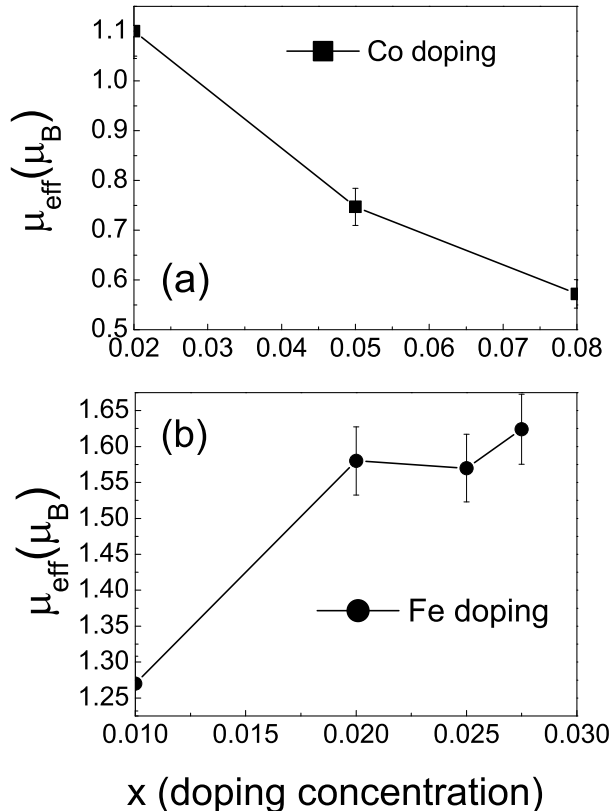 1.1
1.0
0.9
0.8
0.7
0.6
0.5
μeff(μB)
Co doping
(a)
0.02 0.03 0.04 0.05 0.06 0.07 0.08
1.65
1.60
1.55
1.50
1.45
1.40
1.35
1.30
1.25
μeff(μB)
(b)
Fe doping
0.010 0.015 0.020 0.025 0.030
x (doping concentration)